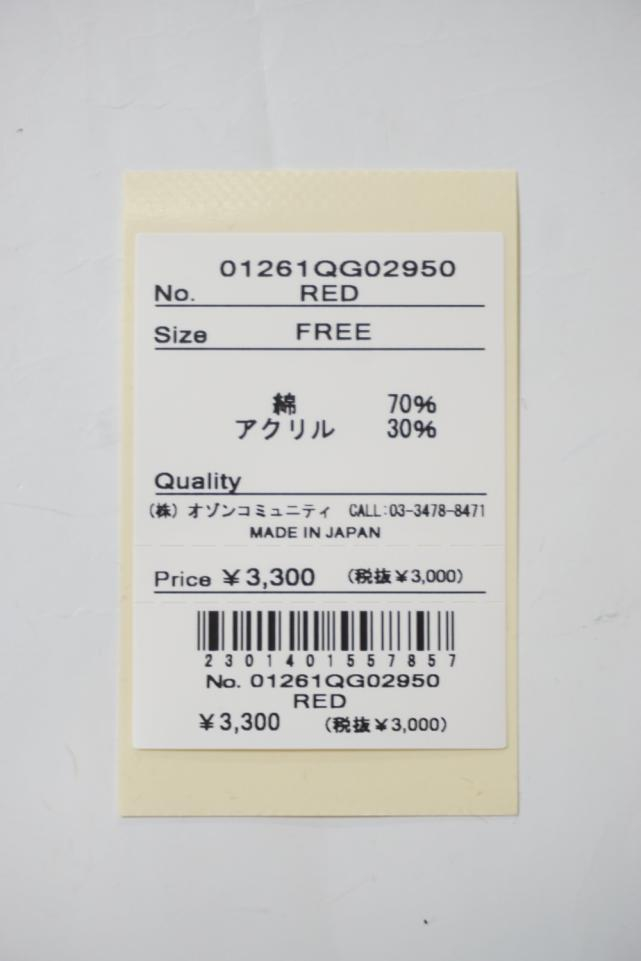 01261QG02950
No. RED
Size FREE
綿 70%
アクリル 30%
Quality
(株) オゾンコミュニティ CALL:03-3478-8471
MADE IN JAPAN
Price ¥3,300 (税抜¥3,000)
2301401557857
No. 01261QG02950
RED
¥3,300 (税抜¥3,000)